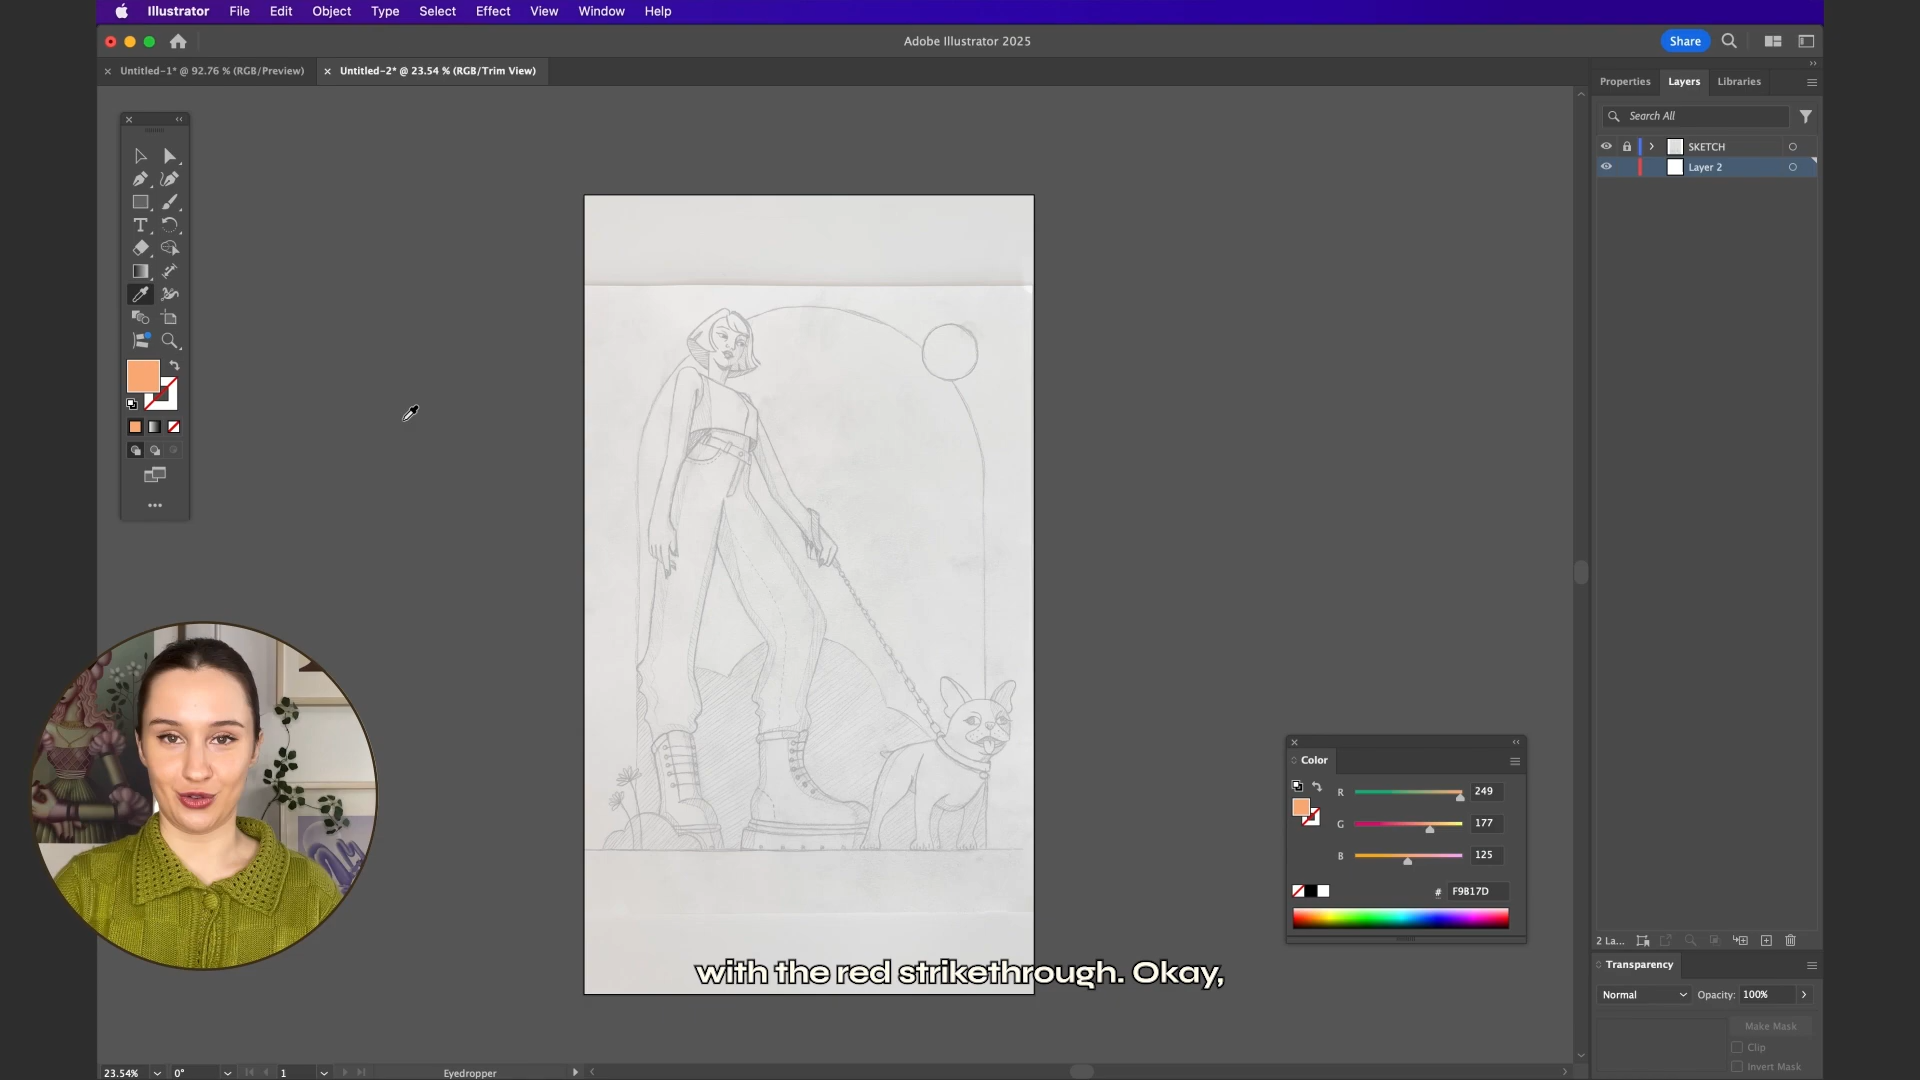 Illustrator File Edit Object Type Select Effect View Window Help
Adobe Illustrator 2025
Share
Untitled-1* @ 92.76 % (RGB/Preview)
Untitled-2* @ 23.54 % (RGB/Trim View)
Properties Layers Libraries
Search All
SKETCH
Layer 2
Color
R 249
G 177
B 125
# F9B17D
2 La...
Transparency
Normal Opacity: 100%
Make Mask
Clip
Invert Mask
with the red strikethrough. Okay,
23.54% 0° 1 Eyedropper